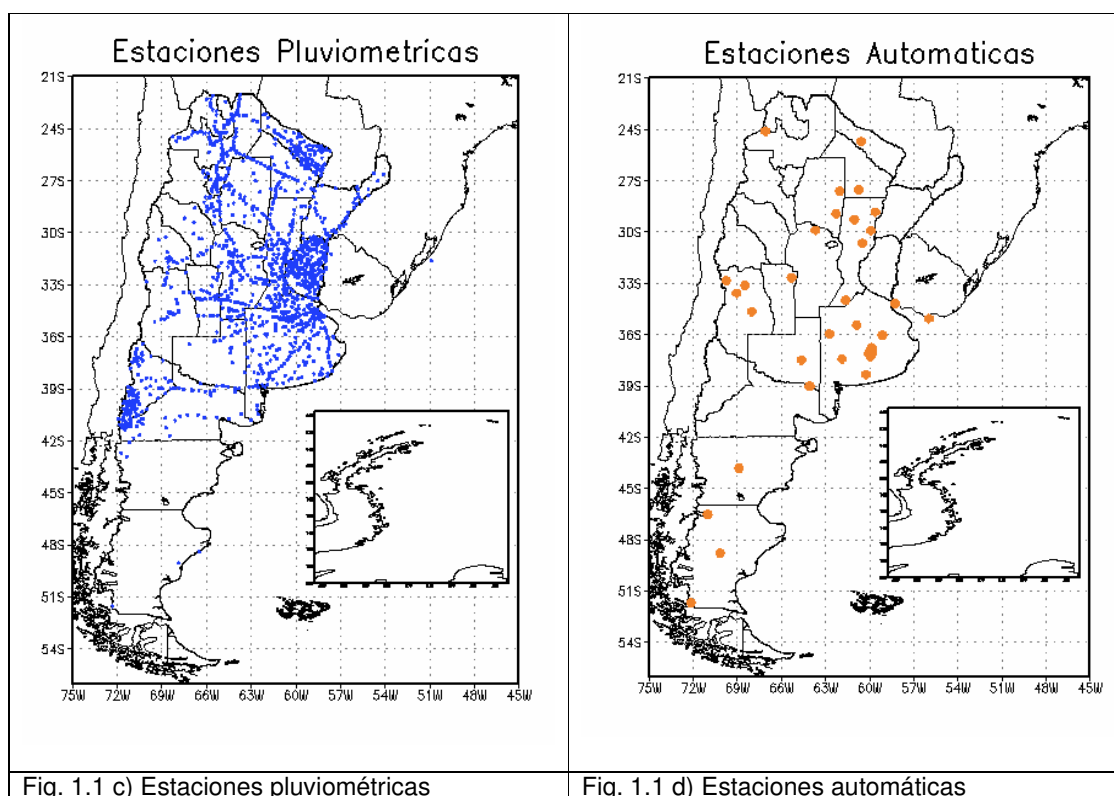 Estaciones Pluviometricas
21S
24S
27S
30S
33S
36S
39S
42S
45S
48S
51S
54S
75W 72W 69W 66W 63W 60W 57W 54W 51W 48W 45W
Fig. 1.1 c) Estaciones pluviométricas
Estaciones Automaticas
21S
24S
27S
30S
33S
36S
39S
42S
45S
48S
51S
54S
75W 72W 69W 66W 63W 60W 57W 54W 51W 48W 45W
Fig. 1.1 d) Estaciones automáticas